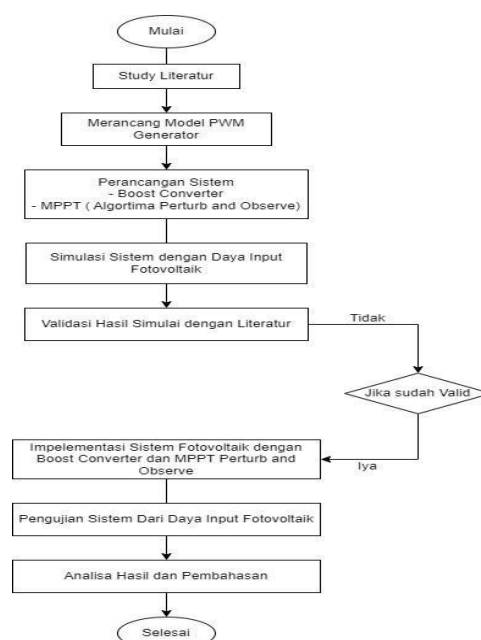 Mulai
Study Literatur
Merancang Model PWM
Generator
Perancangan Sistem
- Boost Converter
- MPPT ( Algortima Perturb and Observe)
Simulasi Sistem dengan Daya Input
Fotovoltaik
Validasi Hasil Simulai dengan Literatur
Tidak
Jika sudah Valid
Iya
Impelementasi Sistem Fotovoltaik dengan
Boost Converter dan MPPT Perturb and
Observe
Pengujian Sistem Dari Daya Input Fotovoltaik
Analisa Hasil dan Pembahasan
Selesai